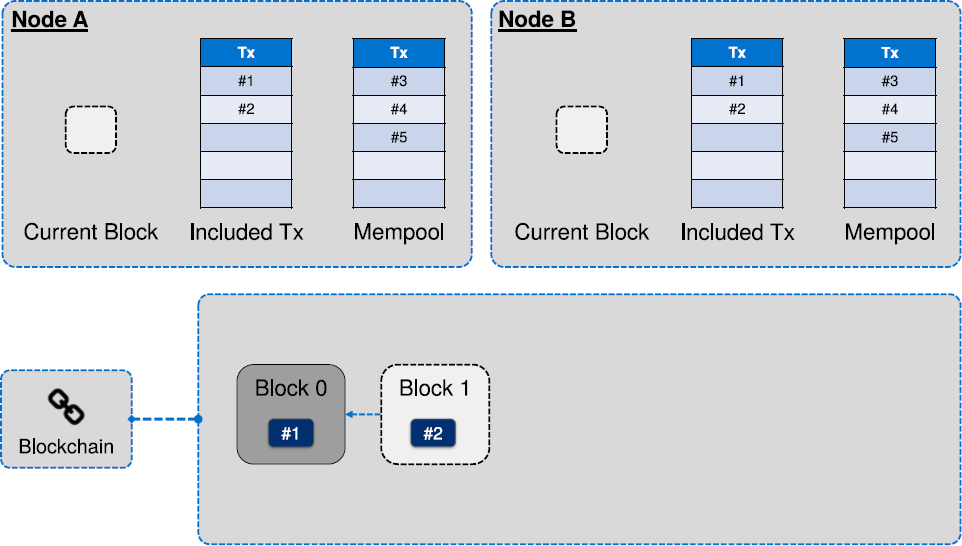 Node A
Tx
#1
#2
Tx
#3
#4
#5
Current Block
Included Tx
Mempool
Node B
Tx
#1
#2
Tx
#3
#4
#5
Current Block
Included Tx
Mempool
Blockchain
Block 0
#1
Block 1
#2